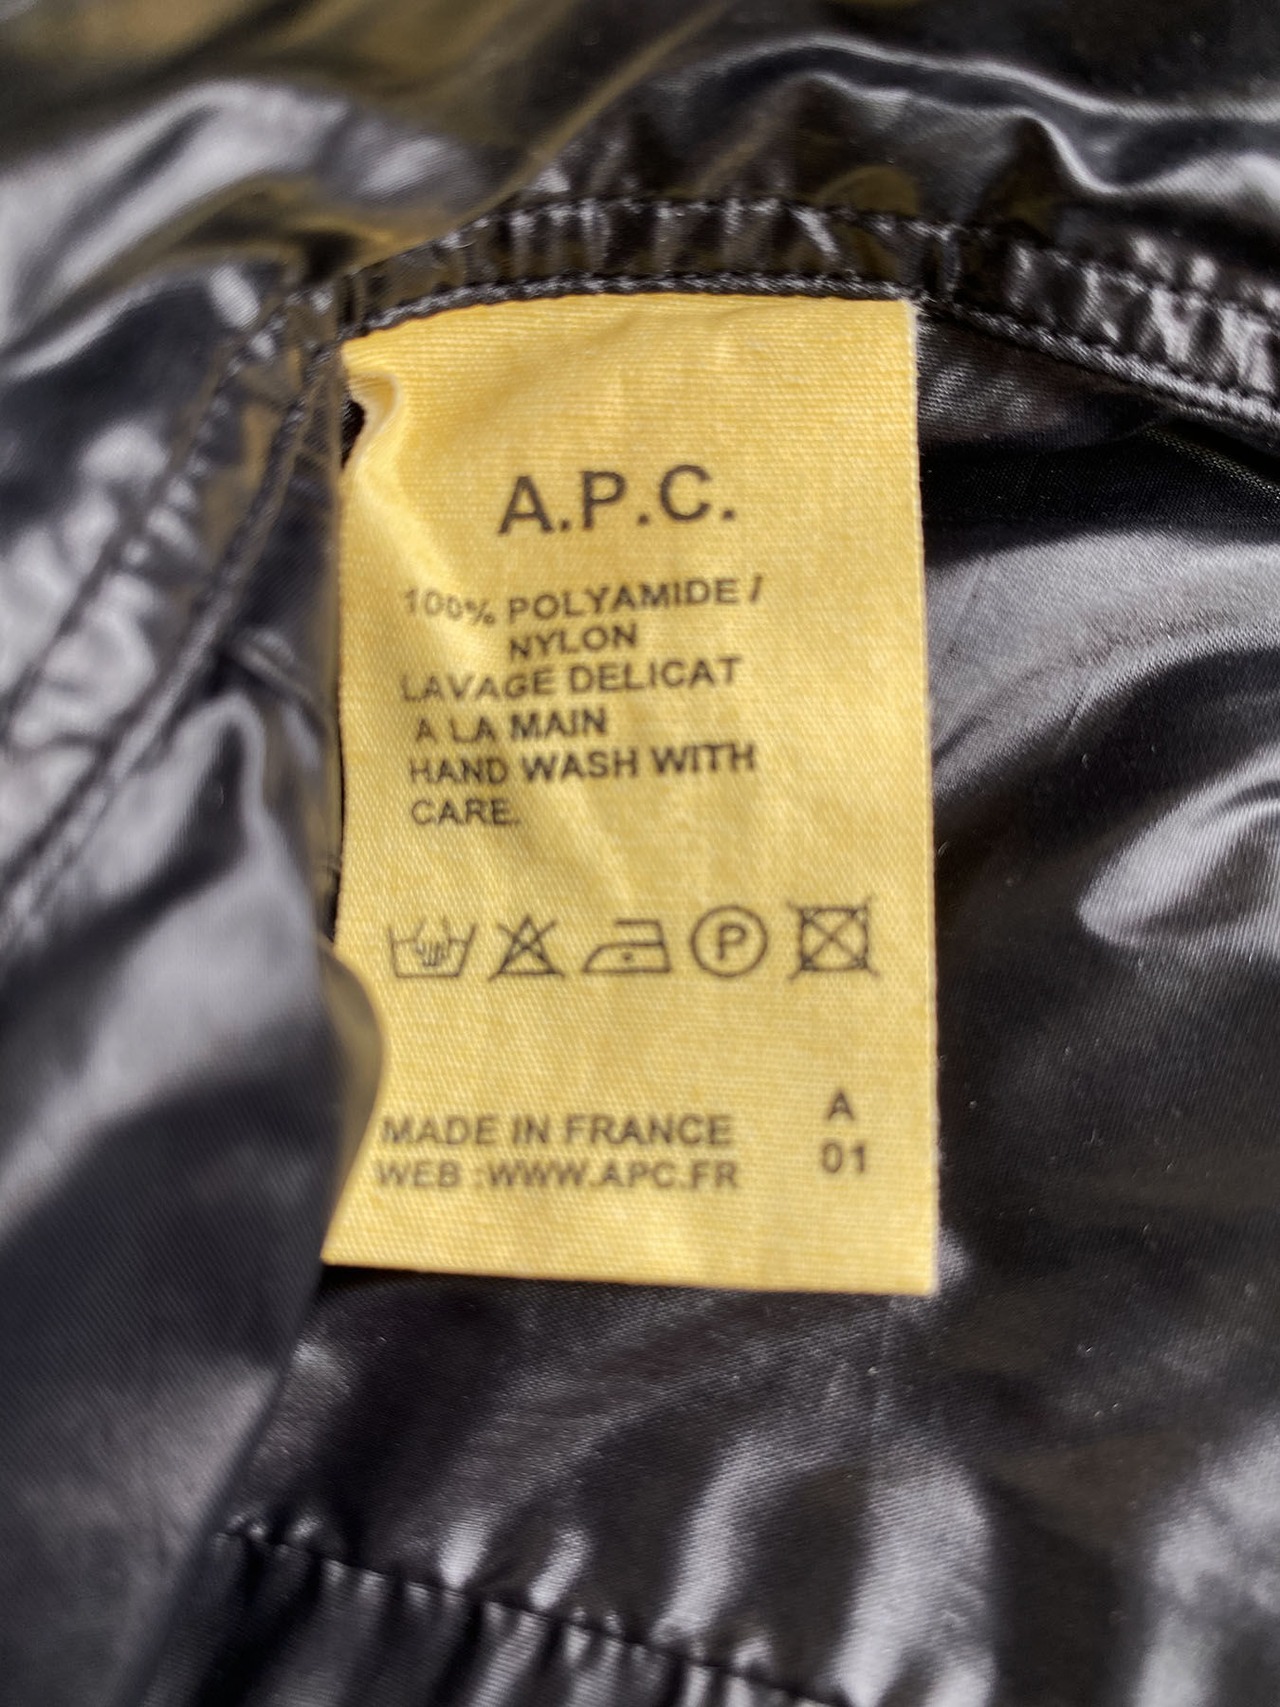 A.P.C.
100% POLYAMIDE /
NYLON
LAVAGE DELICAT
A LA MAIN
HAND WASH WITH
CARE.
P
A
01
MADE IN FRANCE
WEB :WWW.APC.FR